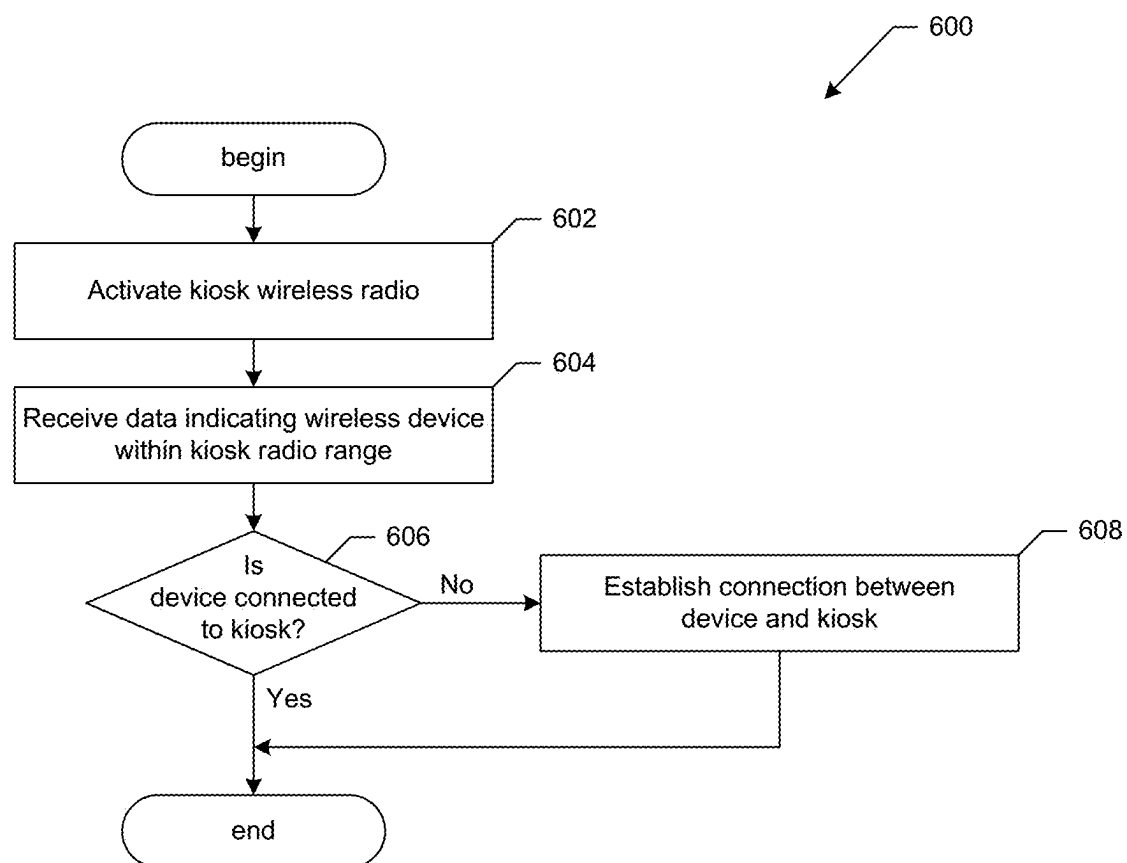 600
begin
602
Activate kiosk wireless radio
604
Receive data indicating wireless device
within kiosk radio range
606
Is
device connected
to kiosk?
No
608
Establish connection between
device and kiosk
Yes
end